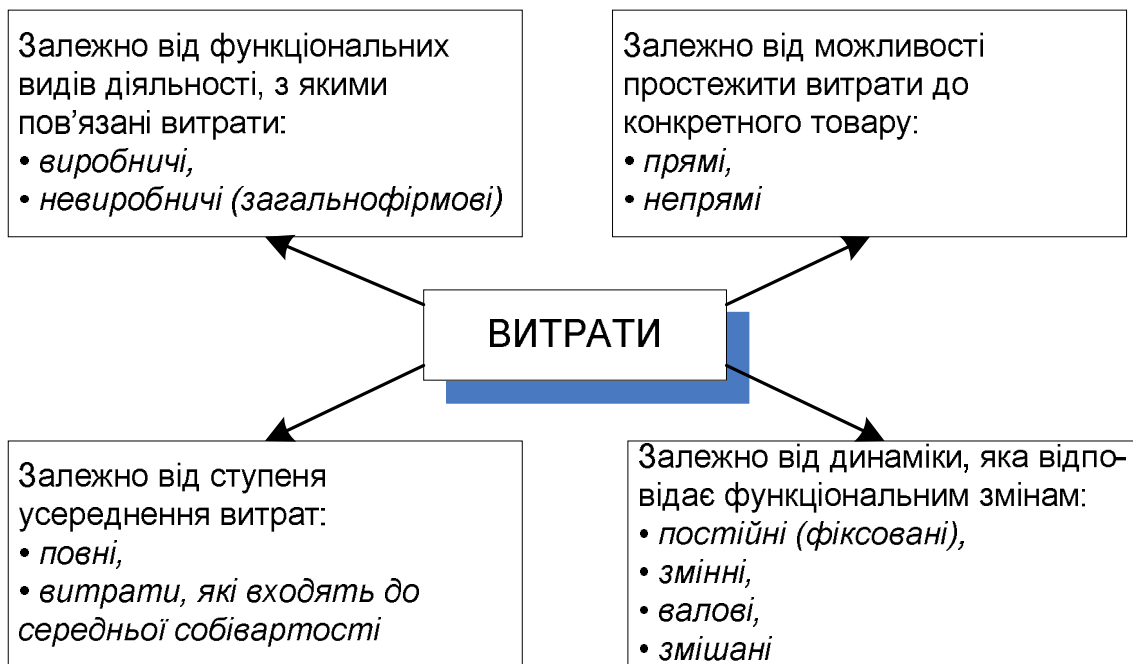 Залежно від функціональних
видів діяльності, з якими
пов’язані витрати:
• виробничі,
• невиробничі (загальнофірмові)
Залежно від можливості
простежити витрати до
конкретного товару:
• прямі,
• непрямі
ВИТРАТИ
Залежно від ступеня
усереднення витрат:
• повні,
• витрати, які входять до
середньої собівартості
Залежно від динаміки, яка відпо-
відає функціональним змінам:
• постійні (фіксовані),
• змінні,
• валові,
• змішані